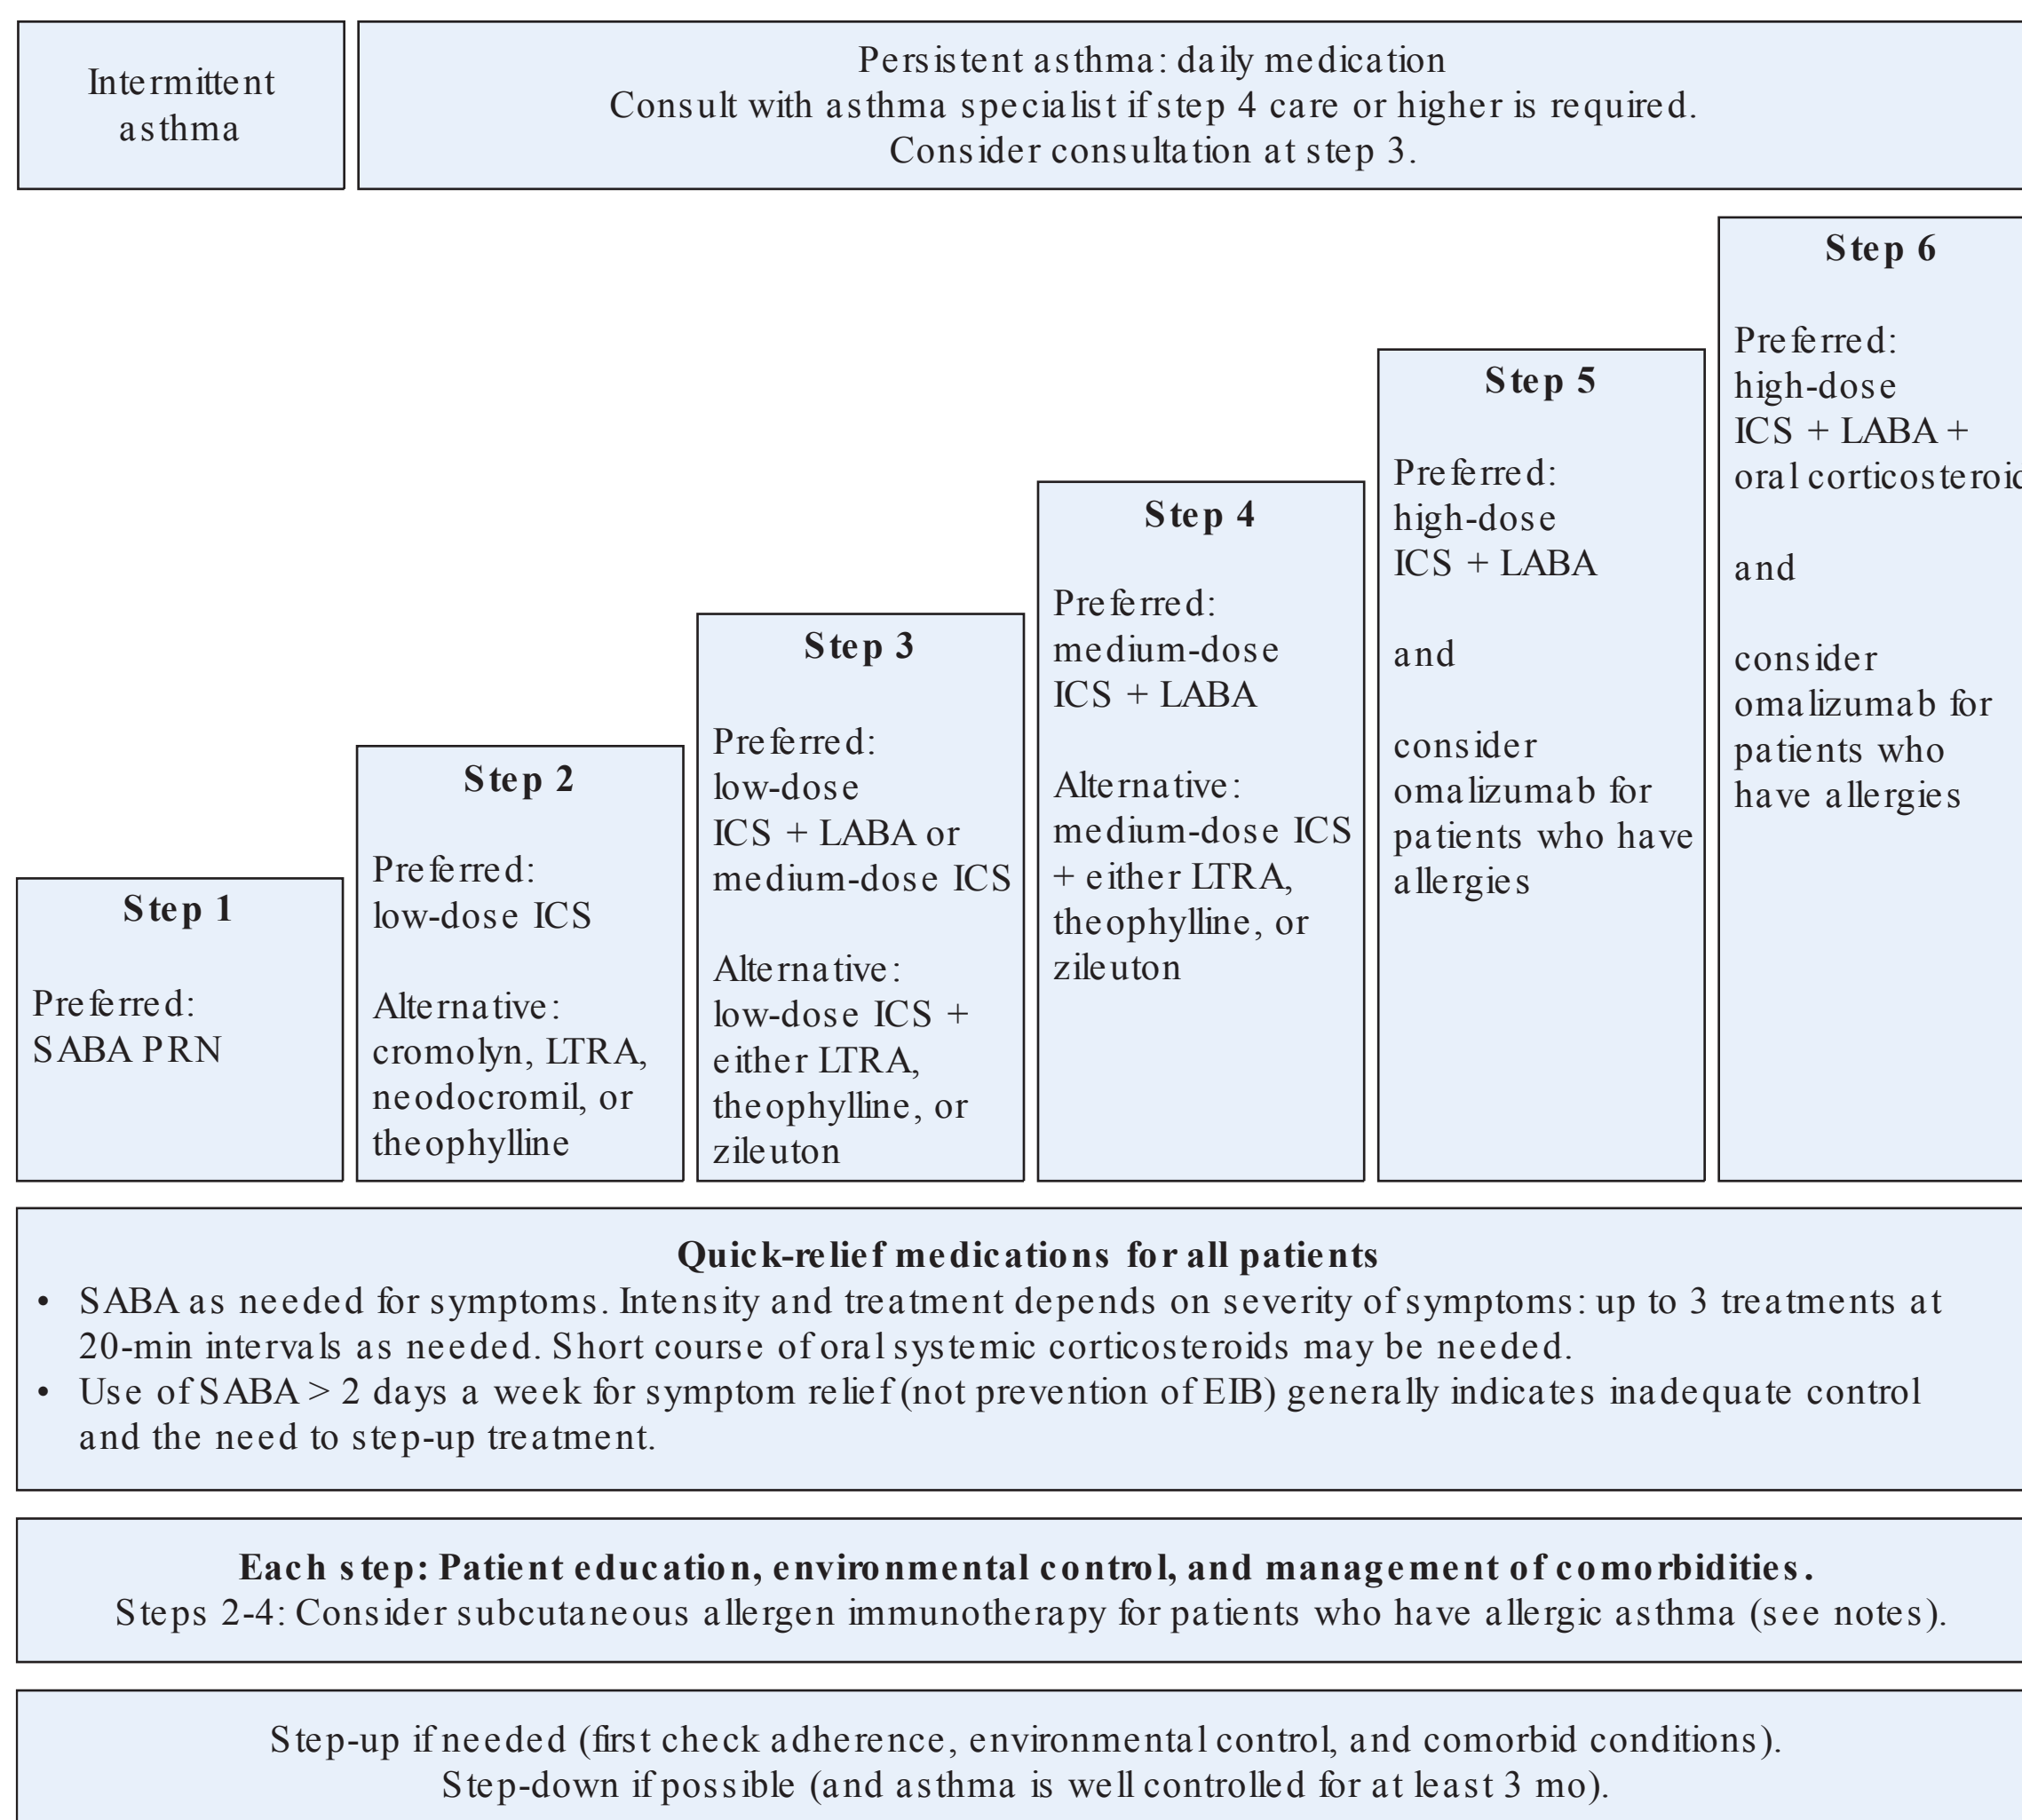 Intermittent
asthma
Persistent asthma: daily medication
Consult with asthma specialist if step 4 care or higher is required.
Consider consultation at step 3.
Step 1
Preferred:
SABA PRN
Step 2
Preferred:
low-dose ICS
Alternative:
cromolyn, LTRA,
neodocromil, or
theophylline
Step 3
Preferred:
low-dose
ICS + LABA or
medium-dose ICS
Alternative:
low-dose ICS +
either LTRA,
theophylline, or
zileuton
Step 4
Preferred:
medium-dose
ICS + LABA
Alternative:
medium-dose ICS
+ either LTRA,
theophylline, or
zileuton
Step 5
Preferred:
high-dose
ICS + LABA
and
consider
omalizumab for
patients who have
allergies
Step 6
Preferred:
high-dose
ICS + LABA +
oral corticosteroid
and
consider
omalizumab for
patients who
have allergies
Quick-relief medications for all patients
• SABA as needed for symptoms. Intensity and treatment depends on severity of symptoms: up to 3 treatments at
20-min intervals as needed. Short course of oral systemic corticosteroids may be needed.
• Use of SABA > 2 days a week for symptom relief (not prevention of EIB) generally indicates inadequate control
and the need to step-up treatment.
Each step: Patient education, environmental control, and management of comorbidities.
Steps 2-4: Consider subcutaneous allergen immunotherapy for patients who have allergic asthma (see notes).
Step-up if needed (first check adherence, environmental control, and comorbid conditions).
Step-down if possible (and asthma is well controlled for at least 3 mo).